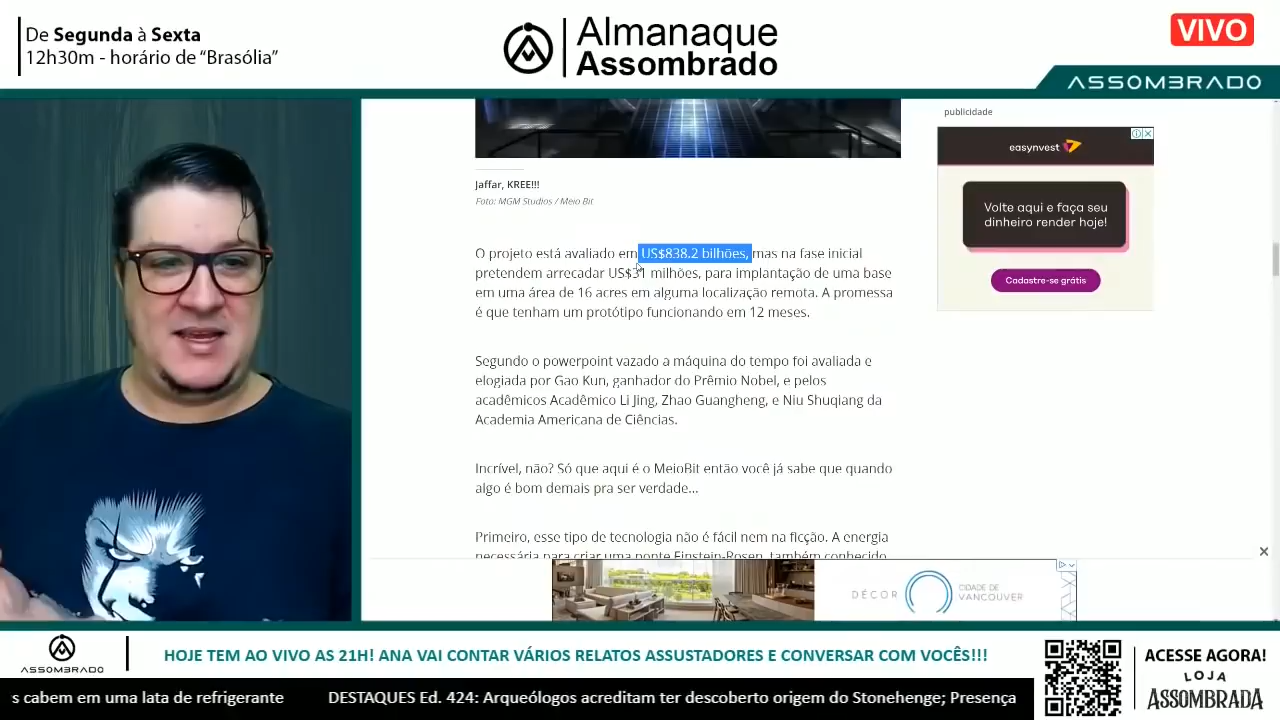 De Segunda à Sexta
12h30m - horário de “Brasólia”
Almanaque
Assombrado
VIVO
ASSOMBRADO
publicidade
easynvest
Volte aqui e faça seu
dinheiro render hoje!
Cadastre-se grátis
Jaffar, KREE!!!
Foto: MGM Studios / Meio Bit
O projeto está avaliado em US$838.2 bilhões, mas na fase inicial
pretendem arrecadar US$31 milhões, para implantação de uma base
em uma área de 16 acres em alguma localização remota. A promessa
é que tenham um protótipo funcionando em 12 meses.
Segundo o powerpoint vazado a máquina do tempo foi avaliada e
elogiada por Gao Kun, ganhador do Prêmio Nobel, e pelos
acadêmicos Acadêmico Li Jing, Zhao Guangheng, e Niu Shuqiang da
Academia Americana de Ciências.
Incrível, não? Só que aqui é o MeioBit então você já sabe que quando
algo é bom demais pra ser verdade...
Primeiro, esse tipo de tecnologia não é fácil nem na ficção. A energia
necessária para criar uma ponte Einstein-Rosen, também conhecido
DÉCOR
CIDADE DE
VANCOUVER
ASSOMBRADO
HOJE TEM AO VIVO AS 21H! ANA VAI CONTAR VÁRIOS RELATOS ASSUSTADORES E CONVERSAR COM VOCÊS!!!
ACESSE AGORA!
LOJA
ASSOMBRADA
s cabem em uma lata de refrigerante
DESTAQUES Ed. 424: Arqueólogos acreditam ter descoberto origem do Stonehenge; Presença